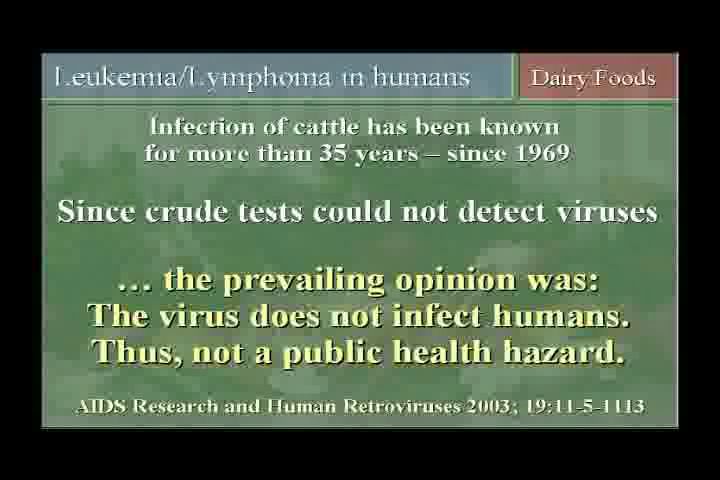 Leukemia/Lymphoma in humans
Dairy Foods
Infection of cattle has been known
for more than 35 years – since 1969
Since crude tests could not detect viruses
… the prevailing opinion was:
The virus does not infect humans.
Thus, not a public health hazard.
AIDS Research and Human Retroviruses 2003; 19:11-5-1113